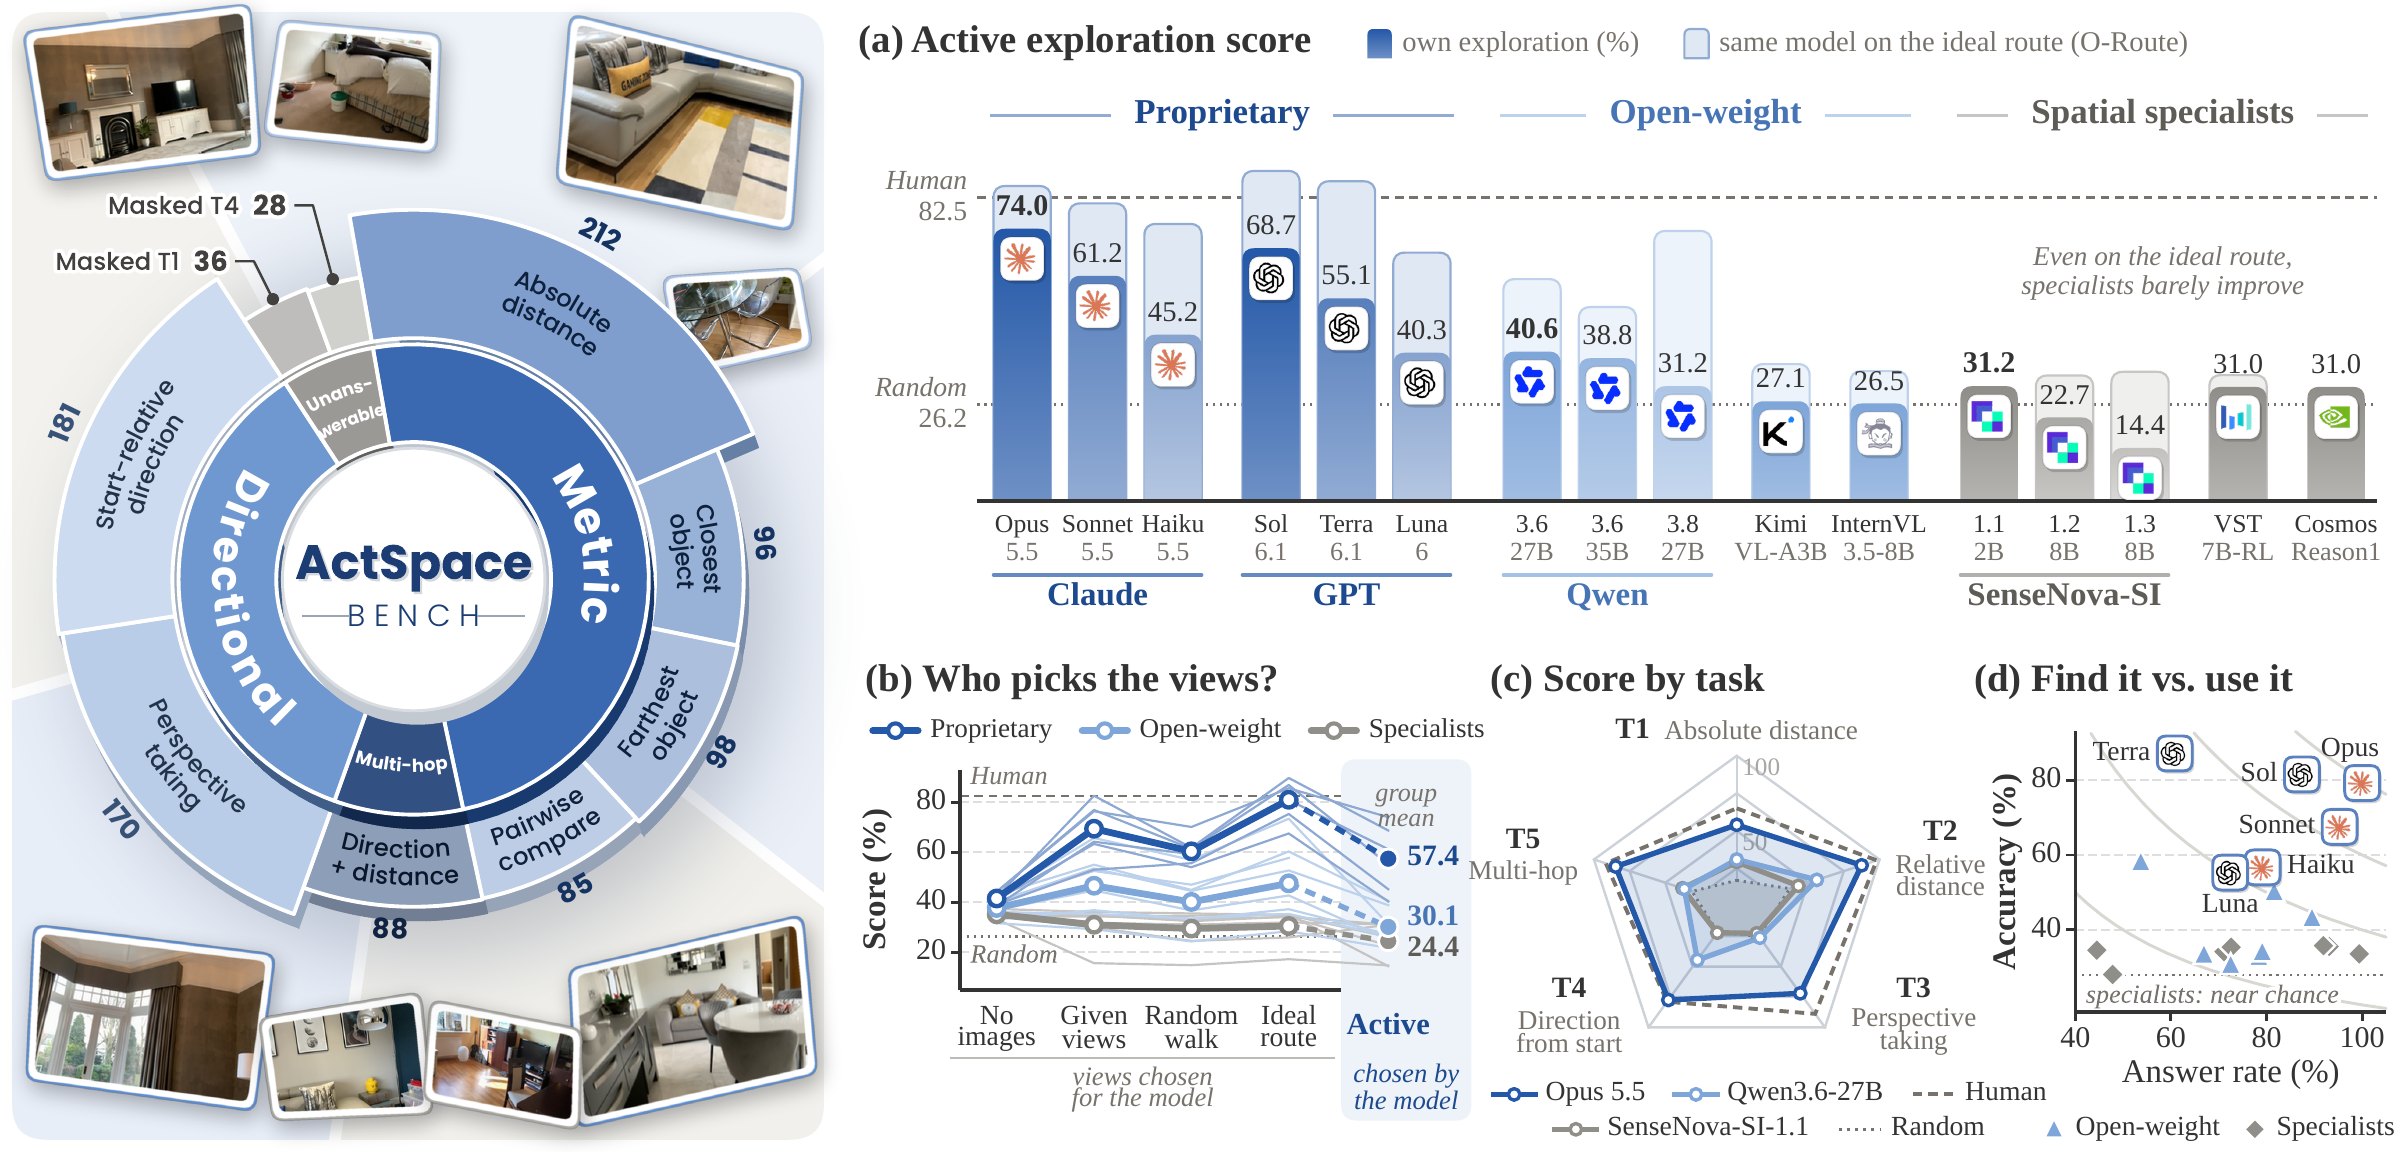 Masked T4 28
Masked T1 36
212
Absolute
distance
GAMING ZONE
181
Start-relative
direction
Unans-
werable
96
Closest
object
Directional
Metric
ActSpace
BENCH
Farthest
object
98
Perspective
taking
170
Multi-hop
Direction
+ distance
88
Pairwise
compare
85
(a) Active exploration score
own exploration (%)
same model on the ideal route (O-Route)
Proprietary
Open-weight
Spatial specialists
Human
82.5
Random
26.2
74.0
61.2
45.2
68.7
55.1
40.3
40.6
38.8
31.2
27.1
26.5
31.2
22.7
14.4
31.0
31.0
Even on the ideal route,
specialists barely improve
K
Opus Sonnet Haiku Sol Terra Luna 3.6 3.6 3.8 Kimi InternVL 1.1 1.2 1.3 VST Cosmos
5.5 5.5 5.5 6.1 6.1 6 27B 35B 27B VL-A3B 3.5-8B 2B 8B 8B 7B-RL Reason1
Claude GPT Qwen SenseNova-SI
(b) Who picks the views?
Proprietary Open-weight Specialists
Score (%)
80
60
40
20
Human
Random
group
mean
57.4
30.1
24.4
No
images
Given
views
Random
walk
Ideal
route
Active
views chosen
for the model
chosen by
the model
(c) Score by task
T1 Absolute distance
100
50
T2
Relative
distance
T3
Perspective
taking
T4
Direction
from start
T5
Multi-hop
Opus 5.5 Qwen3.6-27B Human
SenseNova-SI-1.1 Random
(d) Find it vs. use it
Accuracy (%)
80
60
40
Terra
Sol
Opus
Sonnet
Haiku
Luna
specialists: near chance
40 60 80 100
Answer rate (%)
Open-weight Specialists